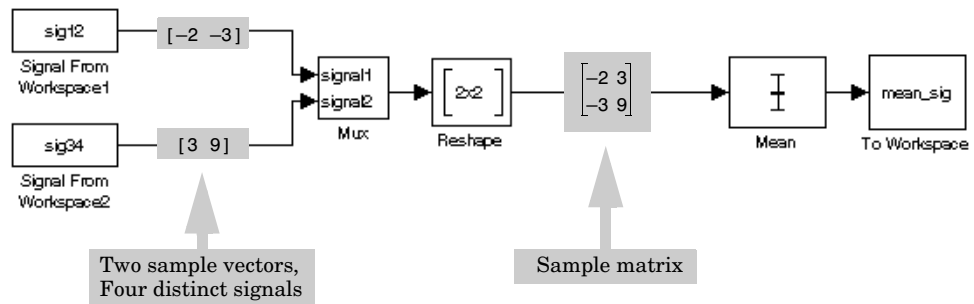 sig12
[-2 -3]
Signal From
Workspace1
signal1
signal2
Mux
2x2
Reshape
-2 3
-3 9
Mean
mean_sig
To Workspace
sig34
[3 9]
Signal From
Workspace2
Two sample vectors,
Four distinct signals
Sample matrix